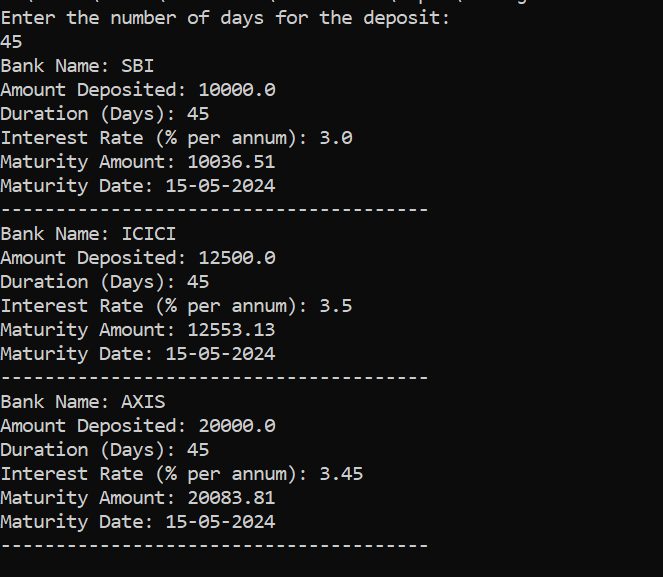 Enter the number of days for the deposit:
45
Bank Name: SBI
Amount Deposited: 10000.0
Duration (Days): 45
Interest Rate (% per annum): 3.0
Maturity Amount: 10036.51
Maturity Date: 15-05-2024
---------------------------------------
Bank Name: ICICI
Amount Deposited: 12500.0
Duration (Days): 45
Interest Rate (% per annum): 3.5
Maturity Amount: 12553.13
Maturity Date: 15-05-2024
---------------------------------------
Bank Name: AXIS
Amount Deposited: 20000.0
Duration (Days): 45
Interest Rate (% per annum): 3.45
Maturity Amount: 20083.81
Maturity Date: 15-05-2024
---------------------------------------